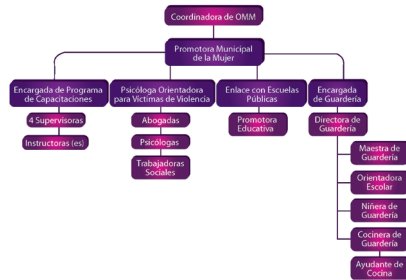 Coordinadora de OMM
Promotora Municipal
de la Mujer
Encargada de Programa
de Capacitaciones
Psicóloga Orientadora
para Víctimas de Violencia
Enlace con Escuelas
Públicas
Encargada
de Guardería
4 Supervisoras
Instructoras (es)
Abogadas
Psicólogas
Trabajadoras
Sociales
Promotora
Educativa
Directora de
Guardería
Maestra de
Guardería
Orientadora
Escolar
Niñera de
Guardería
Cocinera de
Guardería
Ayudante de
Cocina